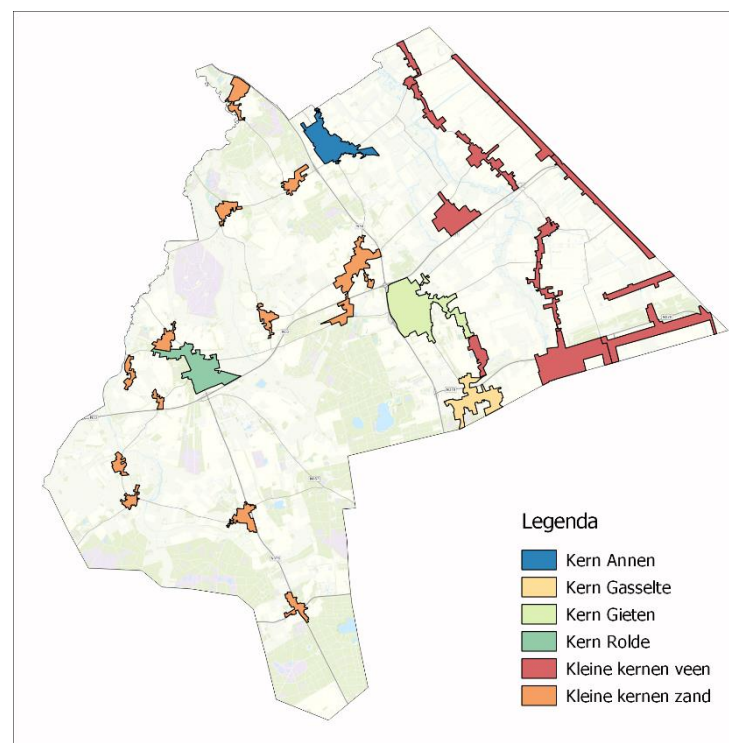 Legenda
Kern Annen
Kern Gasselte
Kern Gieten
Kern Rolde
Kleine kernen veen
Kleine kernen zand